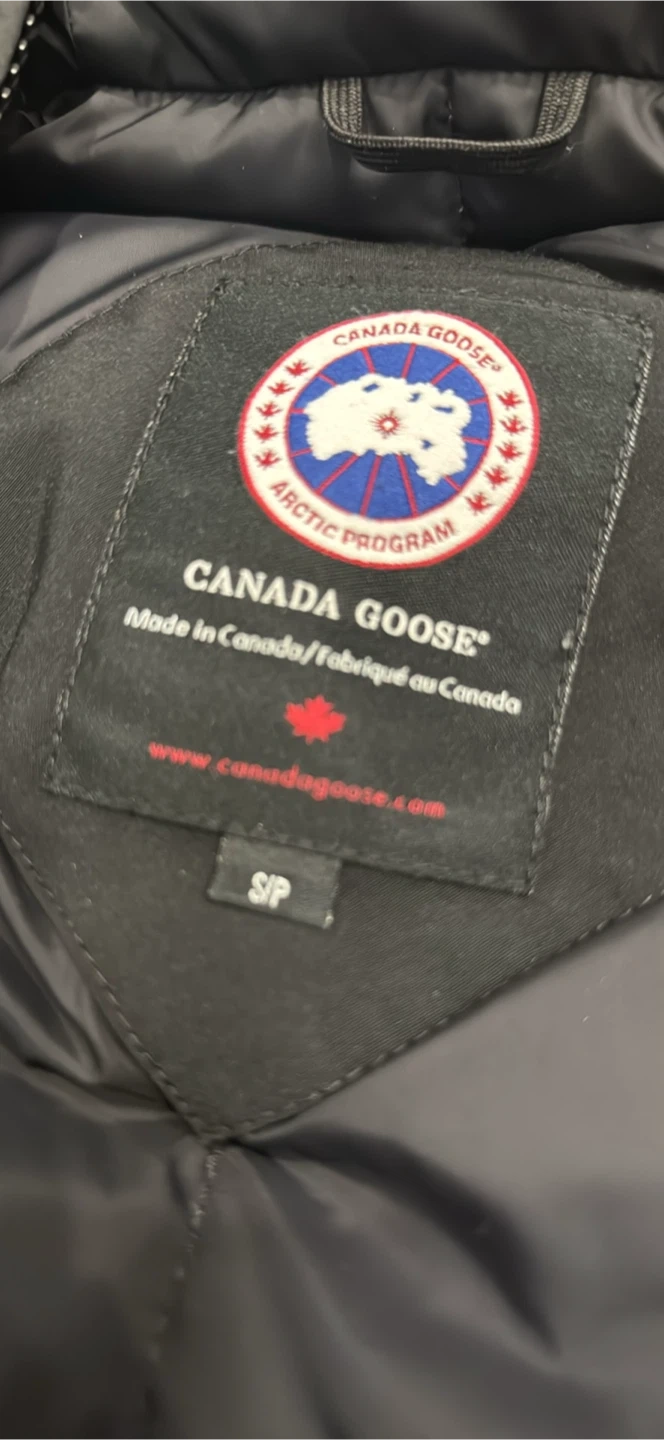 CANADA GOOSE®
ARCTIC PROGRAM
CANADA GOOSE®
Made in Canada/Fabriqué au Canada
www.canadagoose.com
S/P